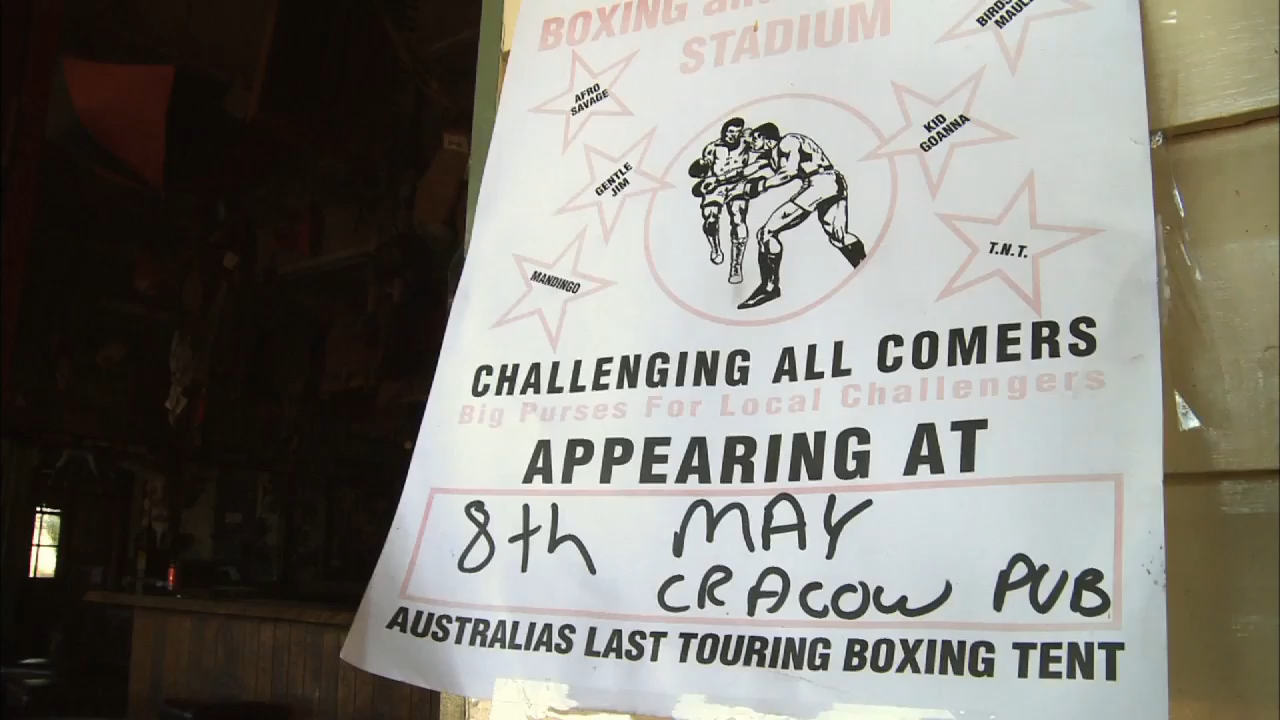 BOXING
STADIUM
AFRO
SAVAGE
KID
GOANNA
GENTLE
JIM
T.N.T.
MANDINGO
CHALLENGING ALL COMERS
Big Purses For Local Challengers
APPEARING AT
8th MAY
CRACOW PUB
AUSTRALIAS LAST TOURING BOXING TENT